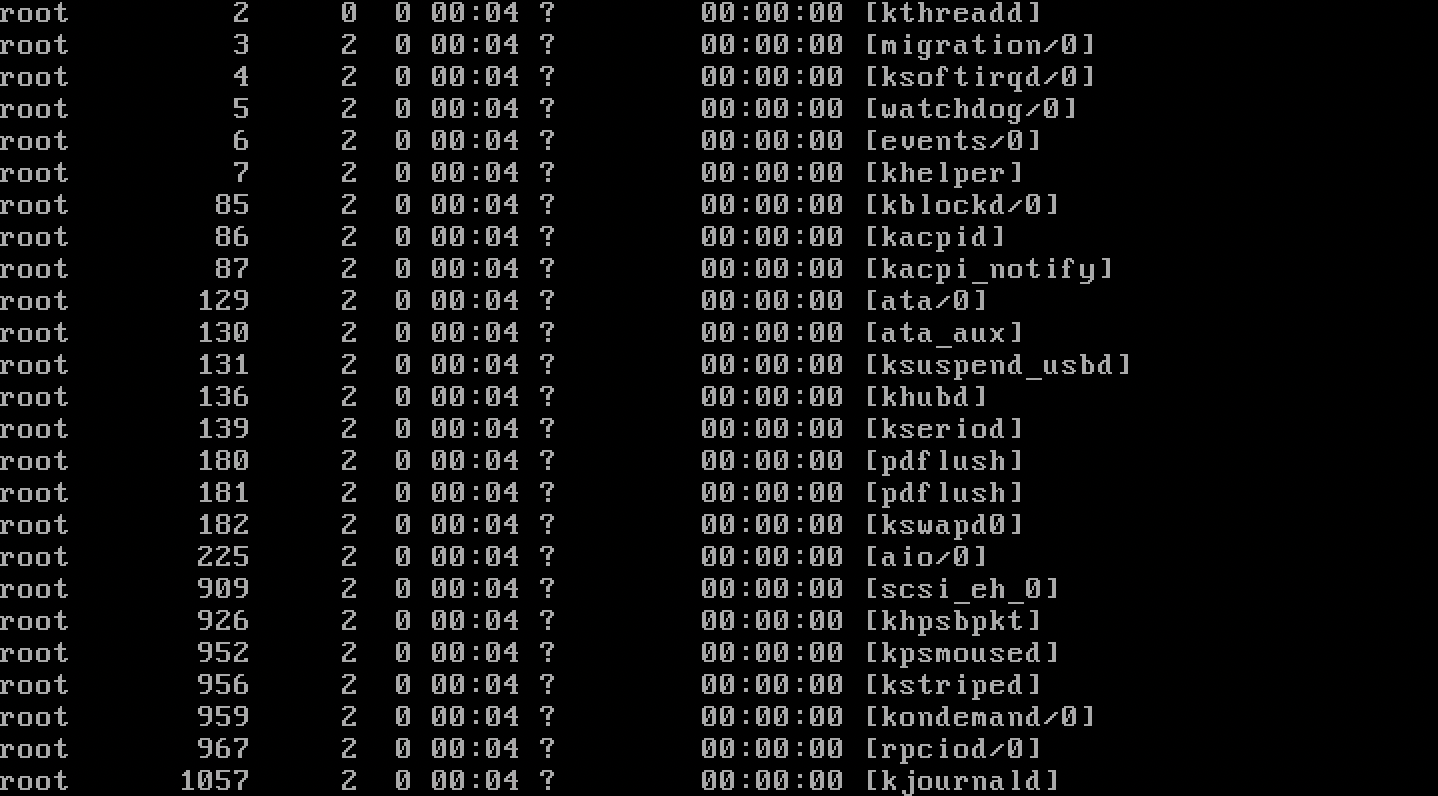 root         2     0  0 00:04 ?        00:00:00 [kthreadd]
root         3     2  0 00:04 ?        00:00:00 [migration/0]
root         4     2  0 00:04 ?        00:00:00 [ksoftirqd/0]
root         5     2  0 00:04 ?        00:00:00 [watchdog/0]
root         6     2  0 00:04 ?        00:00:00 [events/0]
root         7     2  0 00:04 ?        00:00:00 [khelper]
root        85     2  0 00:04 ?        00:00:00 [kblockd/0]
root        86     2  0 00:04 ?        00:00:00 [kacpid]
root        87     2  0 00:04 ?        00:00:00 [kacpi_notify]
root       129     2  0 00:04 ?        00:00:00 [ata/0]
root       130     2  0 00:04 ?        00:00:00 [ata_aux]
root       131     2  0 00:04 ?        00:00:00 [ksuspend_usbd]
root       136     2  0 00:04 ?        00:00:00 [khubd]
root       139     2  0 00:04 ?        00:00:00 [kseriod]
root       180     2  0 00:04 ?        00:00:00 [pdflush]
root       181     2  0 00:04 ?        00:00:00 [pdflush]
root       182     2  0 00:04 ?        00:00:00 [kswapd0]
root       225     2  0 00:04 ?        00:00:00 [aio/0]
root       909     2  0 00:04 ?        00:00:00 [scsi_eh_0]
root       926     2  0 00:04 ?        00:00:00 [khpsbpkt]
root       952     2  0 00:04 ?        00:00:00 [kpsmoused]
root       956     2  0 00:04 ?        00:00:00 [kstriped]
root       959     2  0 00:04 ?        00:00:00 [kondemand/0]
root       967     2  0 00:04 ?        00:00:00 [rpciod/0]
root      1057     2  0 00:04 ?        00:00:00 [kjournald]